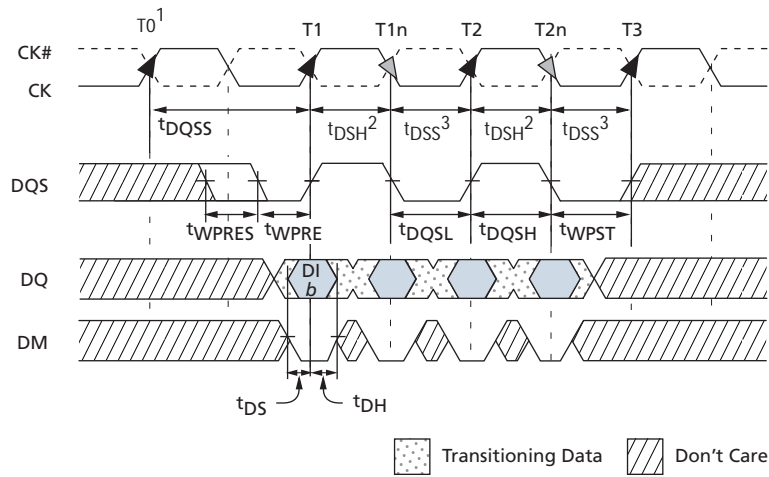 T0¹ T1 T1n T2 T2n T3
CK#
CK
tDQSS tDSH² tDSS³ tDSH² tDSS³
DQS
tWPRES tWPRE tDQSL tDQSH tWPST
DQ
DI
b
DM
tDS tDH
Transitioning Data Don't Care